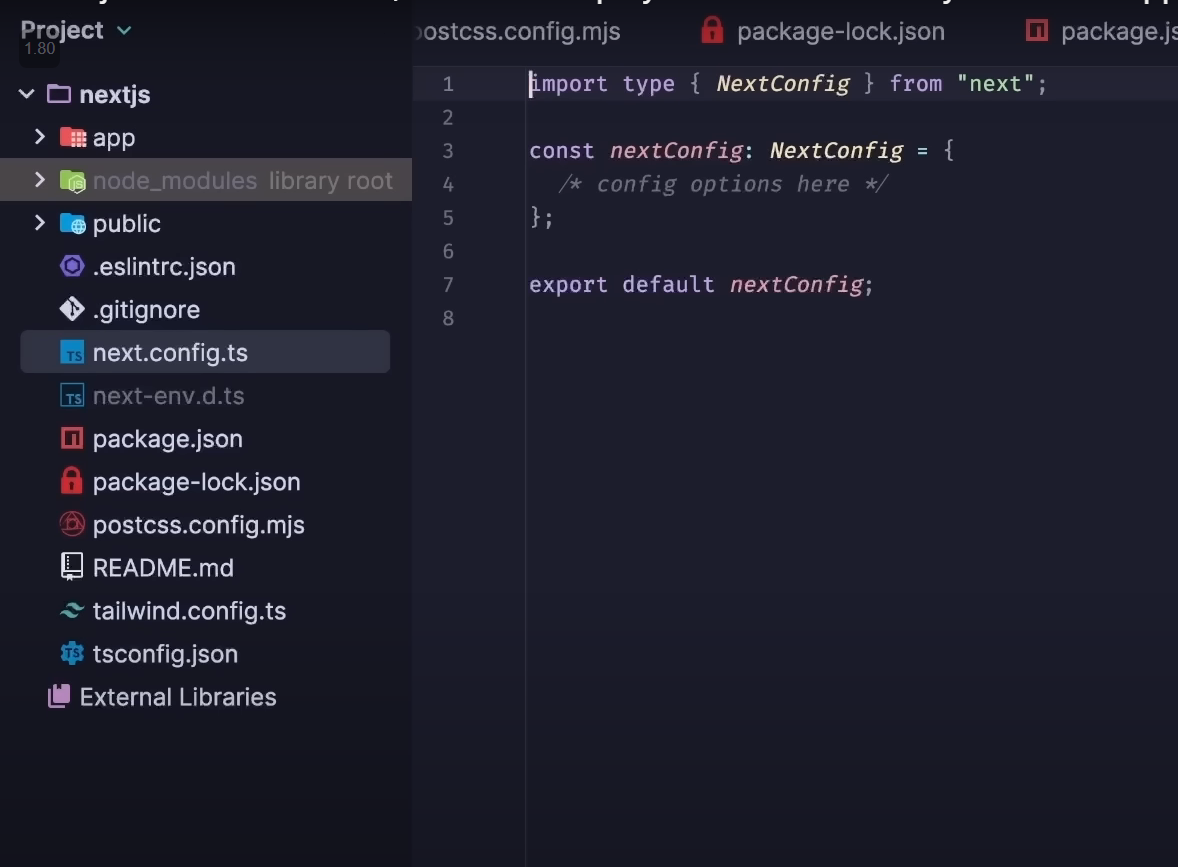 Project
1.80
postcss.config.mjs
package-lock.json
package.js
nextjs
app
node_modules library root
public
.eslintrc.json
.gitignore
next.config.ts
next-env.d.ts
package.json
package-lock.json
postcss.config.mjs
README.md
tailwind.config.ts
tsconfig.json
External Libraries
1 import type { NextConfig } from "next";
2
3 const nextConfig: NextConfig = {
4 /* config options here */
5 };
6
7 export default nextConfig;
8